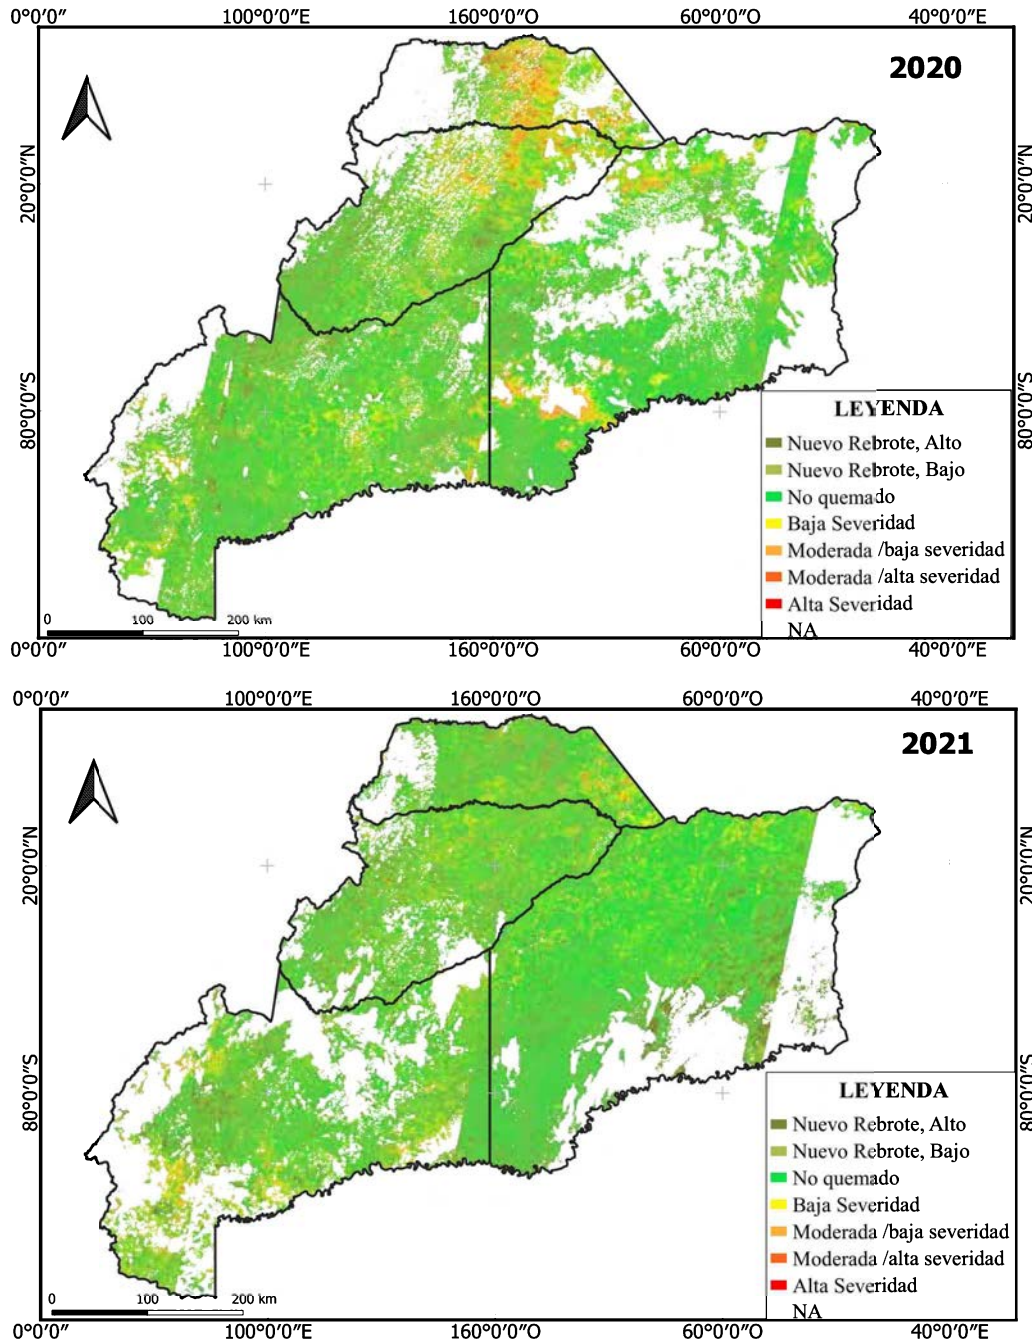 0°0′0″ 100°0′0″E 160°0′0″O 60°0′0″O 40°0′0″E
2020
20°0′0″N 20°0′0″N
80°0′0″S 80°0′0″S
LEYENDA
Nuevo Rebrote, Alto
Nuevo Rebrote, Bajo
No quemado
Baja Severidad
Moderada /baja severidad
Moderada /alta severidad
Alta Severidad
NA
0 100 200 km
0°0′0″ 100°0′0″E 160°0′0″O 60°0′0″O 40°0′0″E
0°0′0″ 100°0′0″E 160°0′0″O 60°0′0″O 40°0′0″E
2021
20°0′0″N 20°0′0″N
80°0′0″S 80°0′0″S
LEYENDA
Nuevo Rebrote, Alto
Nuevo Rebrote, Bajo
No quemado
Baja Severidad
Moderada /baja severidad
Moderada /alta severidad
Alta Severidad
NA
0 100 200 km
0°0′0″ 100°0′0″E 160°0′0″O 60°0′0″O 40°0′0″E